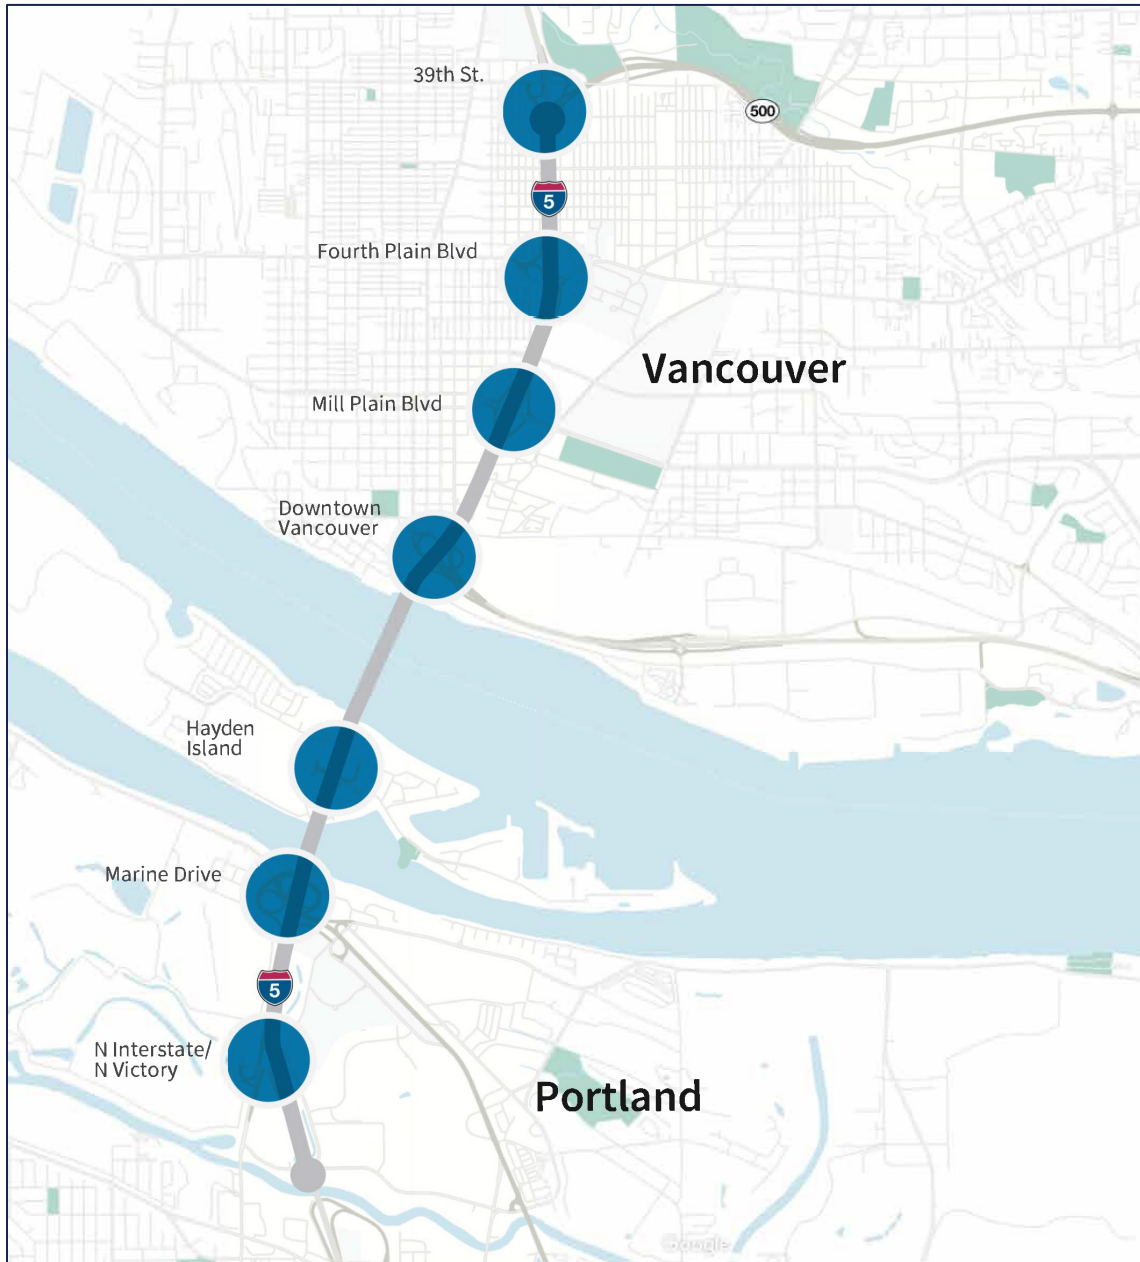 39th St.
500
5
Fourth Plain Blvd
Vancouver
Mill Plain Blvd
Downtown
Vancouver
Hayden
Island
Marine Drive
5
N Interstate/
N Victory
Portland
Google